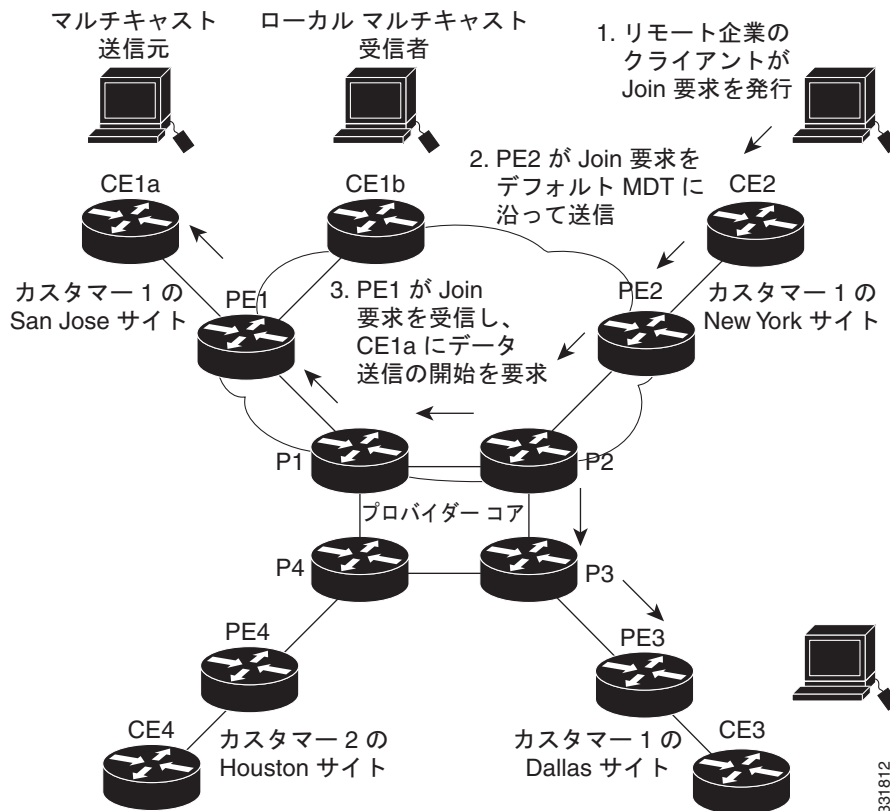 マルチキャスト
送信元
ローカル マルチキャスト
受信者
1. リモート企業の
クライアントが
Join 要求を発行
CE1a
CE1b
2. PE2 が Join 要求を
デフォルト MDT に
沿って送信
CE2
カスタマー 1 の
San Jose サイト
PE1
3. PE1 が Join
要求を受信し、
CE1a にデータ
送信の開始を要求
PE2
カスタマー 1 の
New York サイト
P1
P2
プロバイダー コア
P4
P3
PE4
PE3
CE4
カスタマー 2 の
Houston サイト
カスタマー 1 の
Dallas サイト
CE3
331812